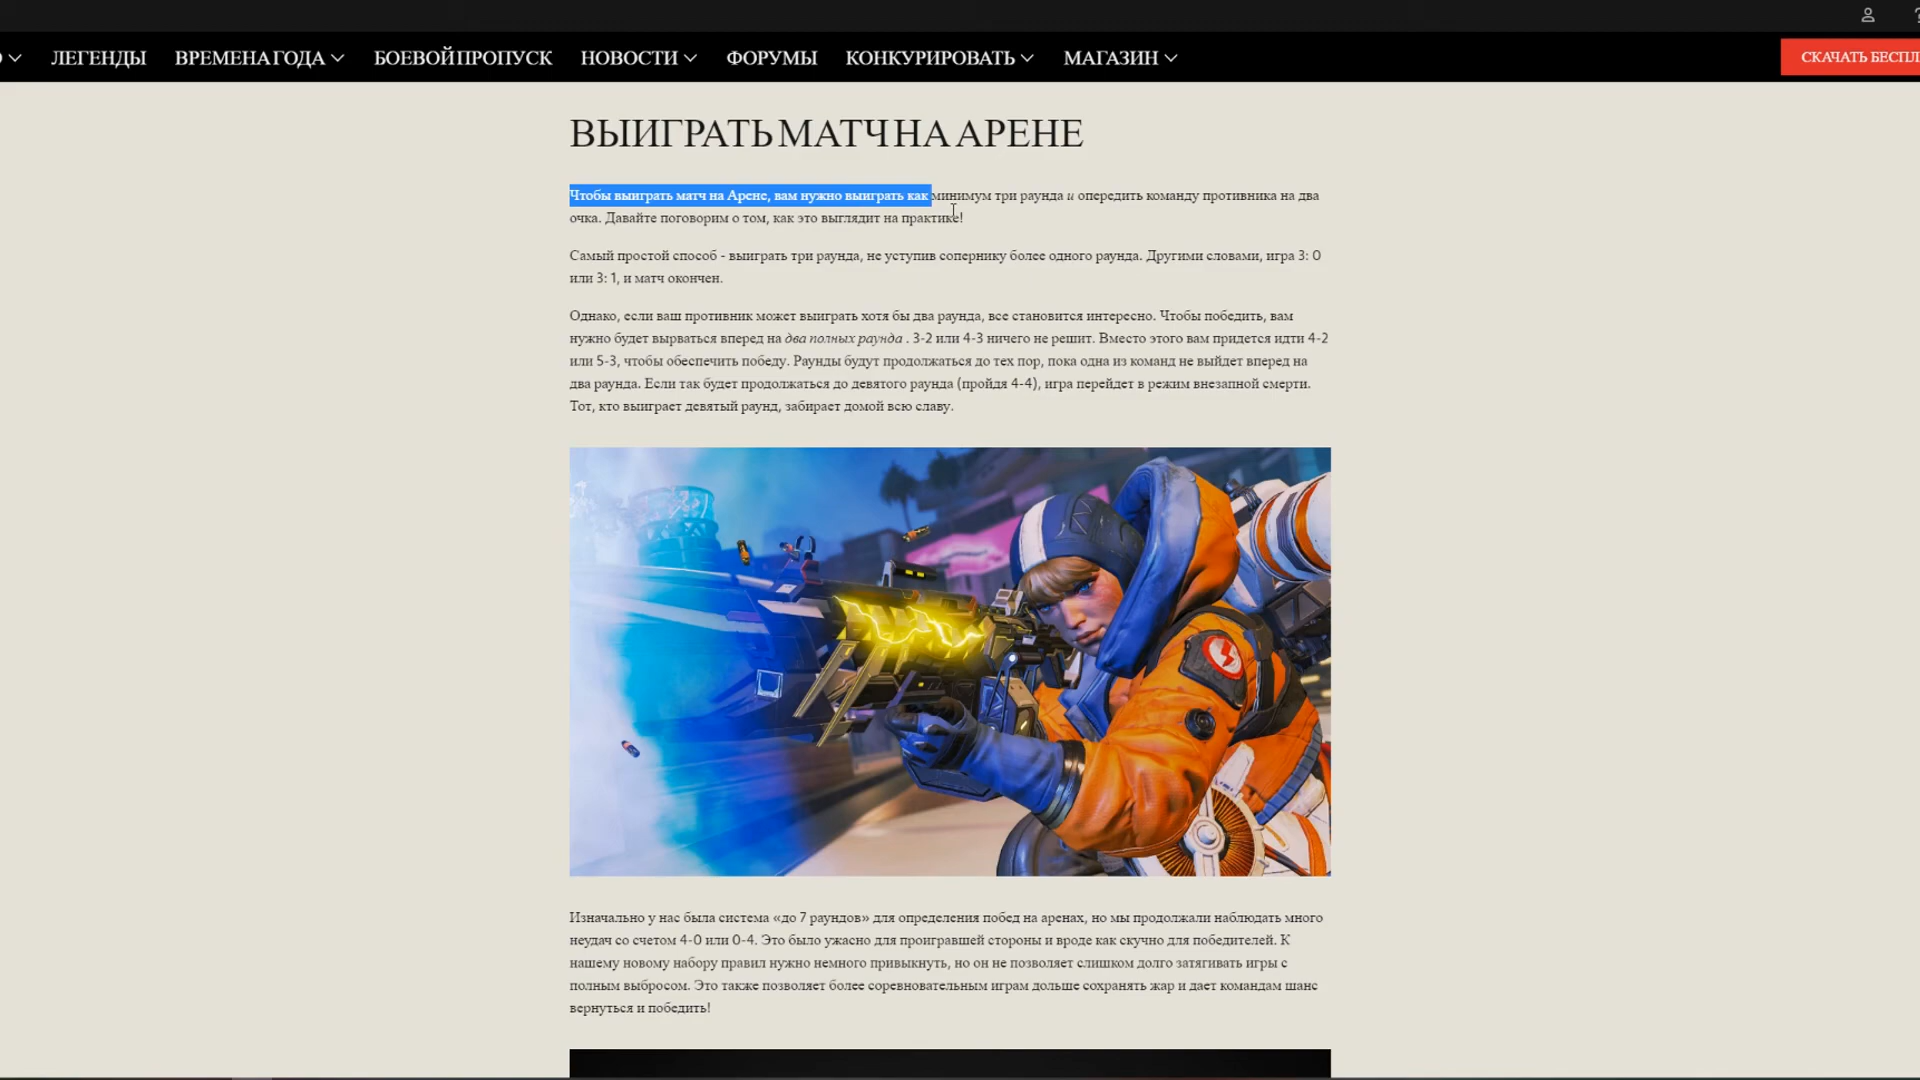 ЛЕГЕНДЫ ВРЕМЕНА ГОДА БОЕВОЙ ПРОПУСК НОВОСТИ ФОРУМЫ КОНКУРИРОВАТЬ МАГАЗИН СКАЧАТЬ
ВЫИГРАТЬ МАТЧ НА АРЕНЕ
Чтобы выиграть матч на Арене, вам нужно выиграть как минимум три раунда и опередить команду противника на два
очка. Давайте поговорим о том, как это выглядит на практике!
Самый простой способ - выиграть три раунда, не уступив сопернику более одного раунда. Другими словами, игра 3: 0
или 3: 1, и матч окончен.
Однако, если ваш противник может выиграть хотя бы два раунда, все становится интересно. Чтобы победить, вам
нужно будет вырваться вперед на два полных раунда . 3-2 или 4-3 ничего не решит. Вместо этого вам придется идти 4-2
или 5-3, чтобы обеспечить победу. Раунды будут продолжаться до тех пор, пока одна из команд не выйдет вперед на
два раунда. Если так будет продолжаться до девятого раунда (пройдя 4-4), игра перейдет в режим внезапной смерти.
Тот, кто выиграет девятый раунд, забирает домой всю славу.
Изначально у нас была система «до 7 раундов» для определения побед на аренах, но мы продолжали наблюдать много
неудач со счетом 4-0 или 0-4. Это было ужасно для проигравшей стороны и вроде как скучно для победителей. К
нашему новому набору правил нужно немного привыкнуть, но он не позволяет слишком долго затягивать игры с
полным выбросом. Это также позволяет более соревновательным играм дольше сохранять жар и дает командам шанс
вернуться и победить!